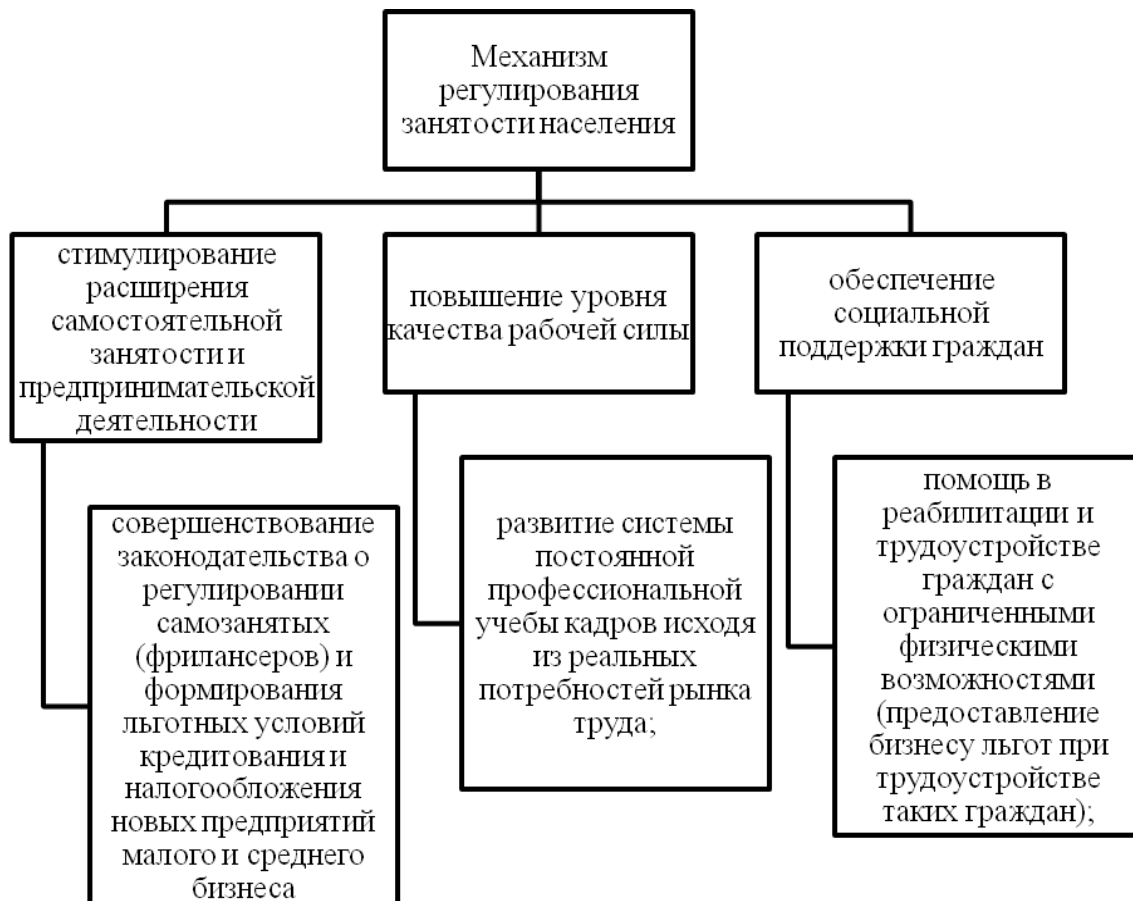 Механизм
регулирования
занятости населения
стимулирование
расширения
самостоятельной
занятости и
предпринимательской
деятельности
повышение уровня
качества рабочей силы
обеспечение
социальной
поддержки граждан
совершенствование
законодательства о
регулировании
самозанятых
(фрилансеров) и
формирования
льготных условий
кредитования и
налогообложения
новых предприятий
малого и среднего
бизнеса
развитие системы
постоянной
профессиональной
учебы кадров исходя
из реальных
потребностей рынка
труда;
помощь в
реабилитации и
трудоустройстве
граждан с
ограниченными
физическими
возможностями
(предоставление
бизнесу льгот при
трудоустройстве
таких граждан);